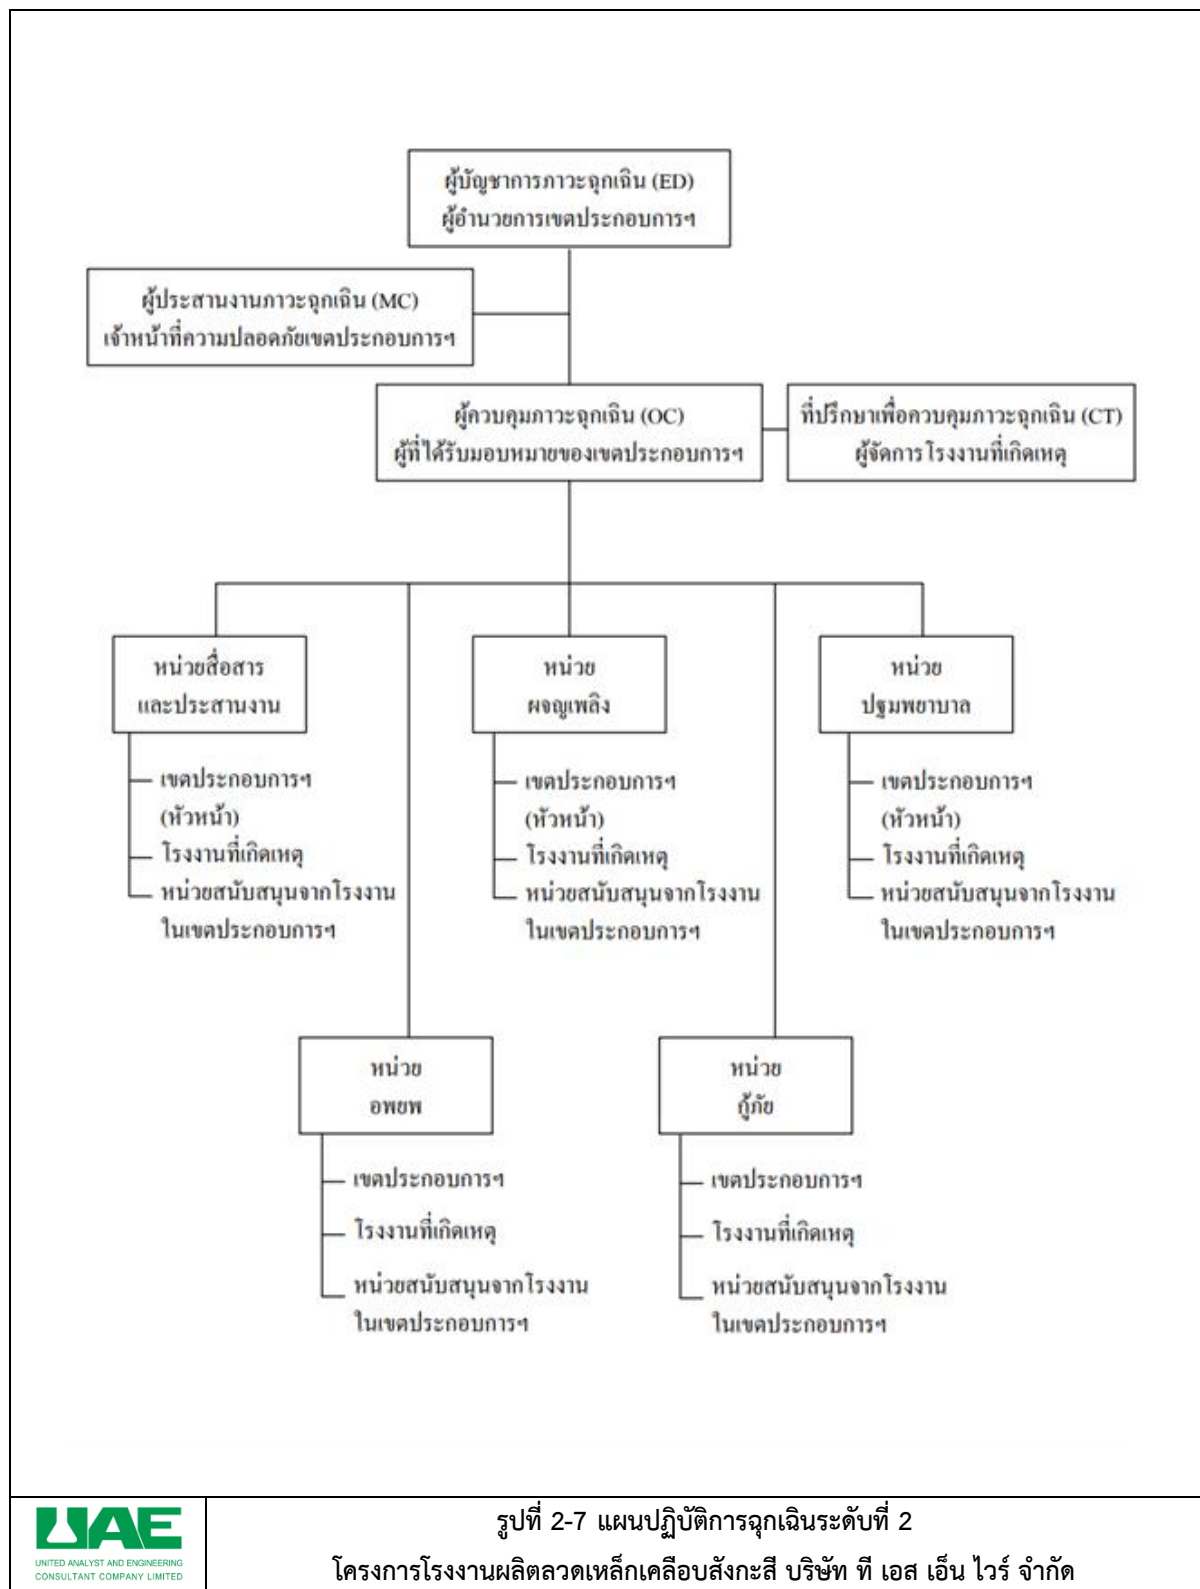 ผู้บัญชาการภาวะฉุกเฉิน (ED)
ผู้อำนวยการเขตประกอบการฯ
ผู้ประสานงานภาวะฉุกเฉิน (MC)
เจ้าหน้าที่ความปลอดภัยเขตประกอบการฯ
ผู้ควบคุมภาวะฉุกเฉิน (OC)
ผู้ที่ได้รับมอบหมายของเขตประกอบการฯ
ที่ปรึกษาเพื่อควบคุมภาวะฉุกเฉิน (CT)
ผู้จัดการโรงงานที่เกิดเหตุ
หน่วยสื่อสาร
และประสานงาน
เขตประกอบการฯ
(หัวหน้า)
โรงงานที่เกิดเหตุ
หน่วยสนับสนุนจากโรงงาน
ในเขตประกอบการฯ
หน่วย
ผจญเพลิง
เขตประกอบการฯ
(หัวหน้า)
โรงงานที่เกิดเหตุ
หน่วยสนับสนุนจากโรงงาน
ในเขตประกอบการฯ
หน่วย
ปฐมพยาบาล
เขตประกอบการฯ
(หัวหน้า)
โรงงานที่เกิดเหตุ
หน่วยสนับสนุนจากโรงงาน
ในเขตประกอบการฯ
หน่วย
อพยพ
เขตประกอบการฯ
โรงงานที่เกิดเหตุ
หน่วยสนับสนุนจากโรงงาน
ในเขตประกอบการฯ
หน่วย
กู้ภัย
เขตประกอบการฯ
โรงงานที่เกิดเหตุ
หน่วยสนับสนุนจากโรงงาน
ในเขตประกอบการฯ
UAE
UNITED ANALYST AND ENGINEERING
CONSULTANT COMPANY LIMITED
รูปที่ 2-7 แผนปฏิบัติการฉุกเฉินระดับที่ 2
โครงการโรงงานผลิตลวดเหล็กเคลือบสังกะสี บริษัท ที เอส เอ็น ไวร์ จำกัด